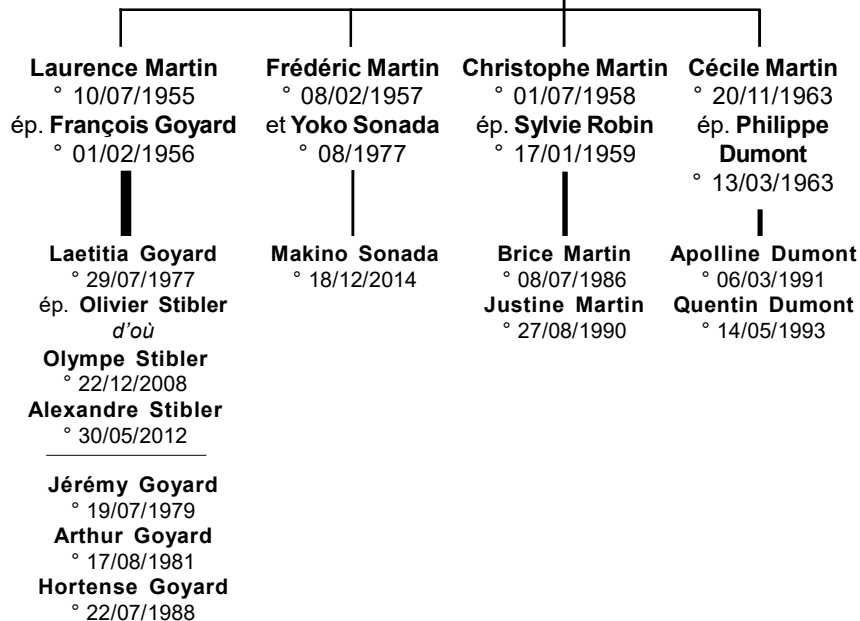 Laurence Martin
° 10/07/1955
ép. François Goyard
° 01/02/1956
Laetitia Goyard
° 29/07/1977
ép. Olivier Stibler
d'où
Olympe Stibler
° 22/12/2008
Alexandre Stibler
° 30/05/2012
Jérémy Goyard
° 19/07/1979
Arthur Goyard
° 17/08/1981
Hortense Goyard
° 22/07/1988
Frédéric Martin
° 08/02/1957
et Yoko Sonada
° 08/1977
Makino Sonada
° 18/12/2014
Christophe Martin
° 01/07/1958
ép. Sylvie Robin
° 17/01/1959
Brice Martin
° 08/07/1986
Justine Martin
° 27/08/1990
Cécile Martin
° 20/11/1963
ép. Philippe
Dumont
° 13/03/1963
Apolline Dumont
° 06/03/1991
Quentin Dumont
° 14/05/1993